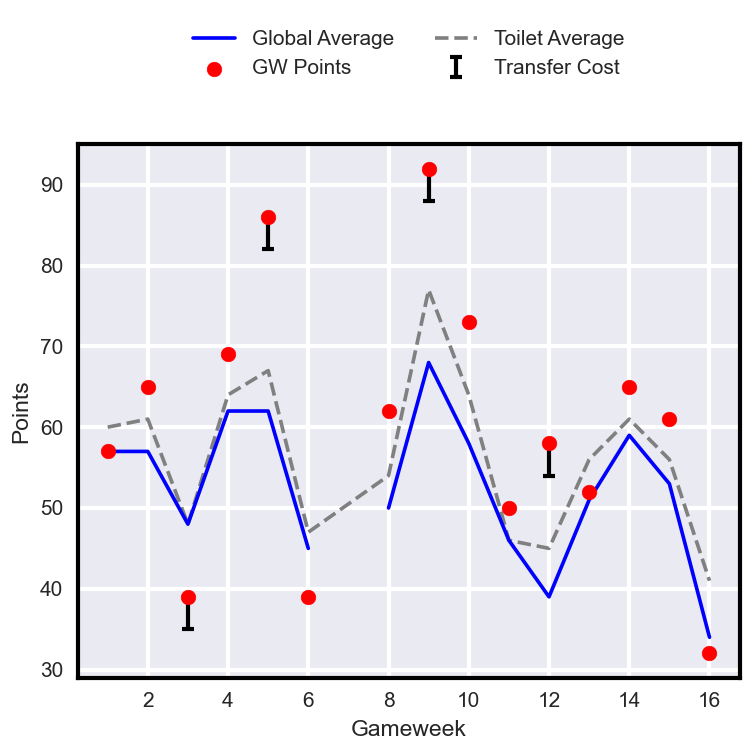 Global Average
GW Points
Toilet Average
Transfer Cost
Points
90
80
70
60
50
40
30
2 4 6 8 10 12 14 16
Gameweek